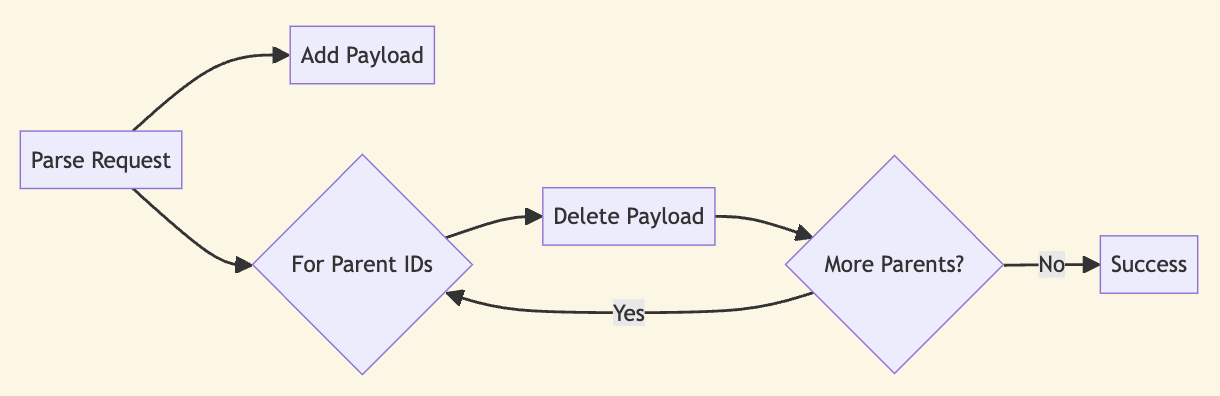 Add Payload
Parse Request
For Parent IDs
Delete Payload
More Parents?
No
Success
Yes